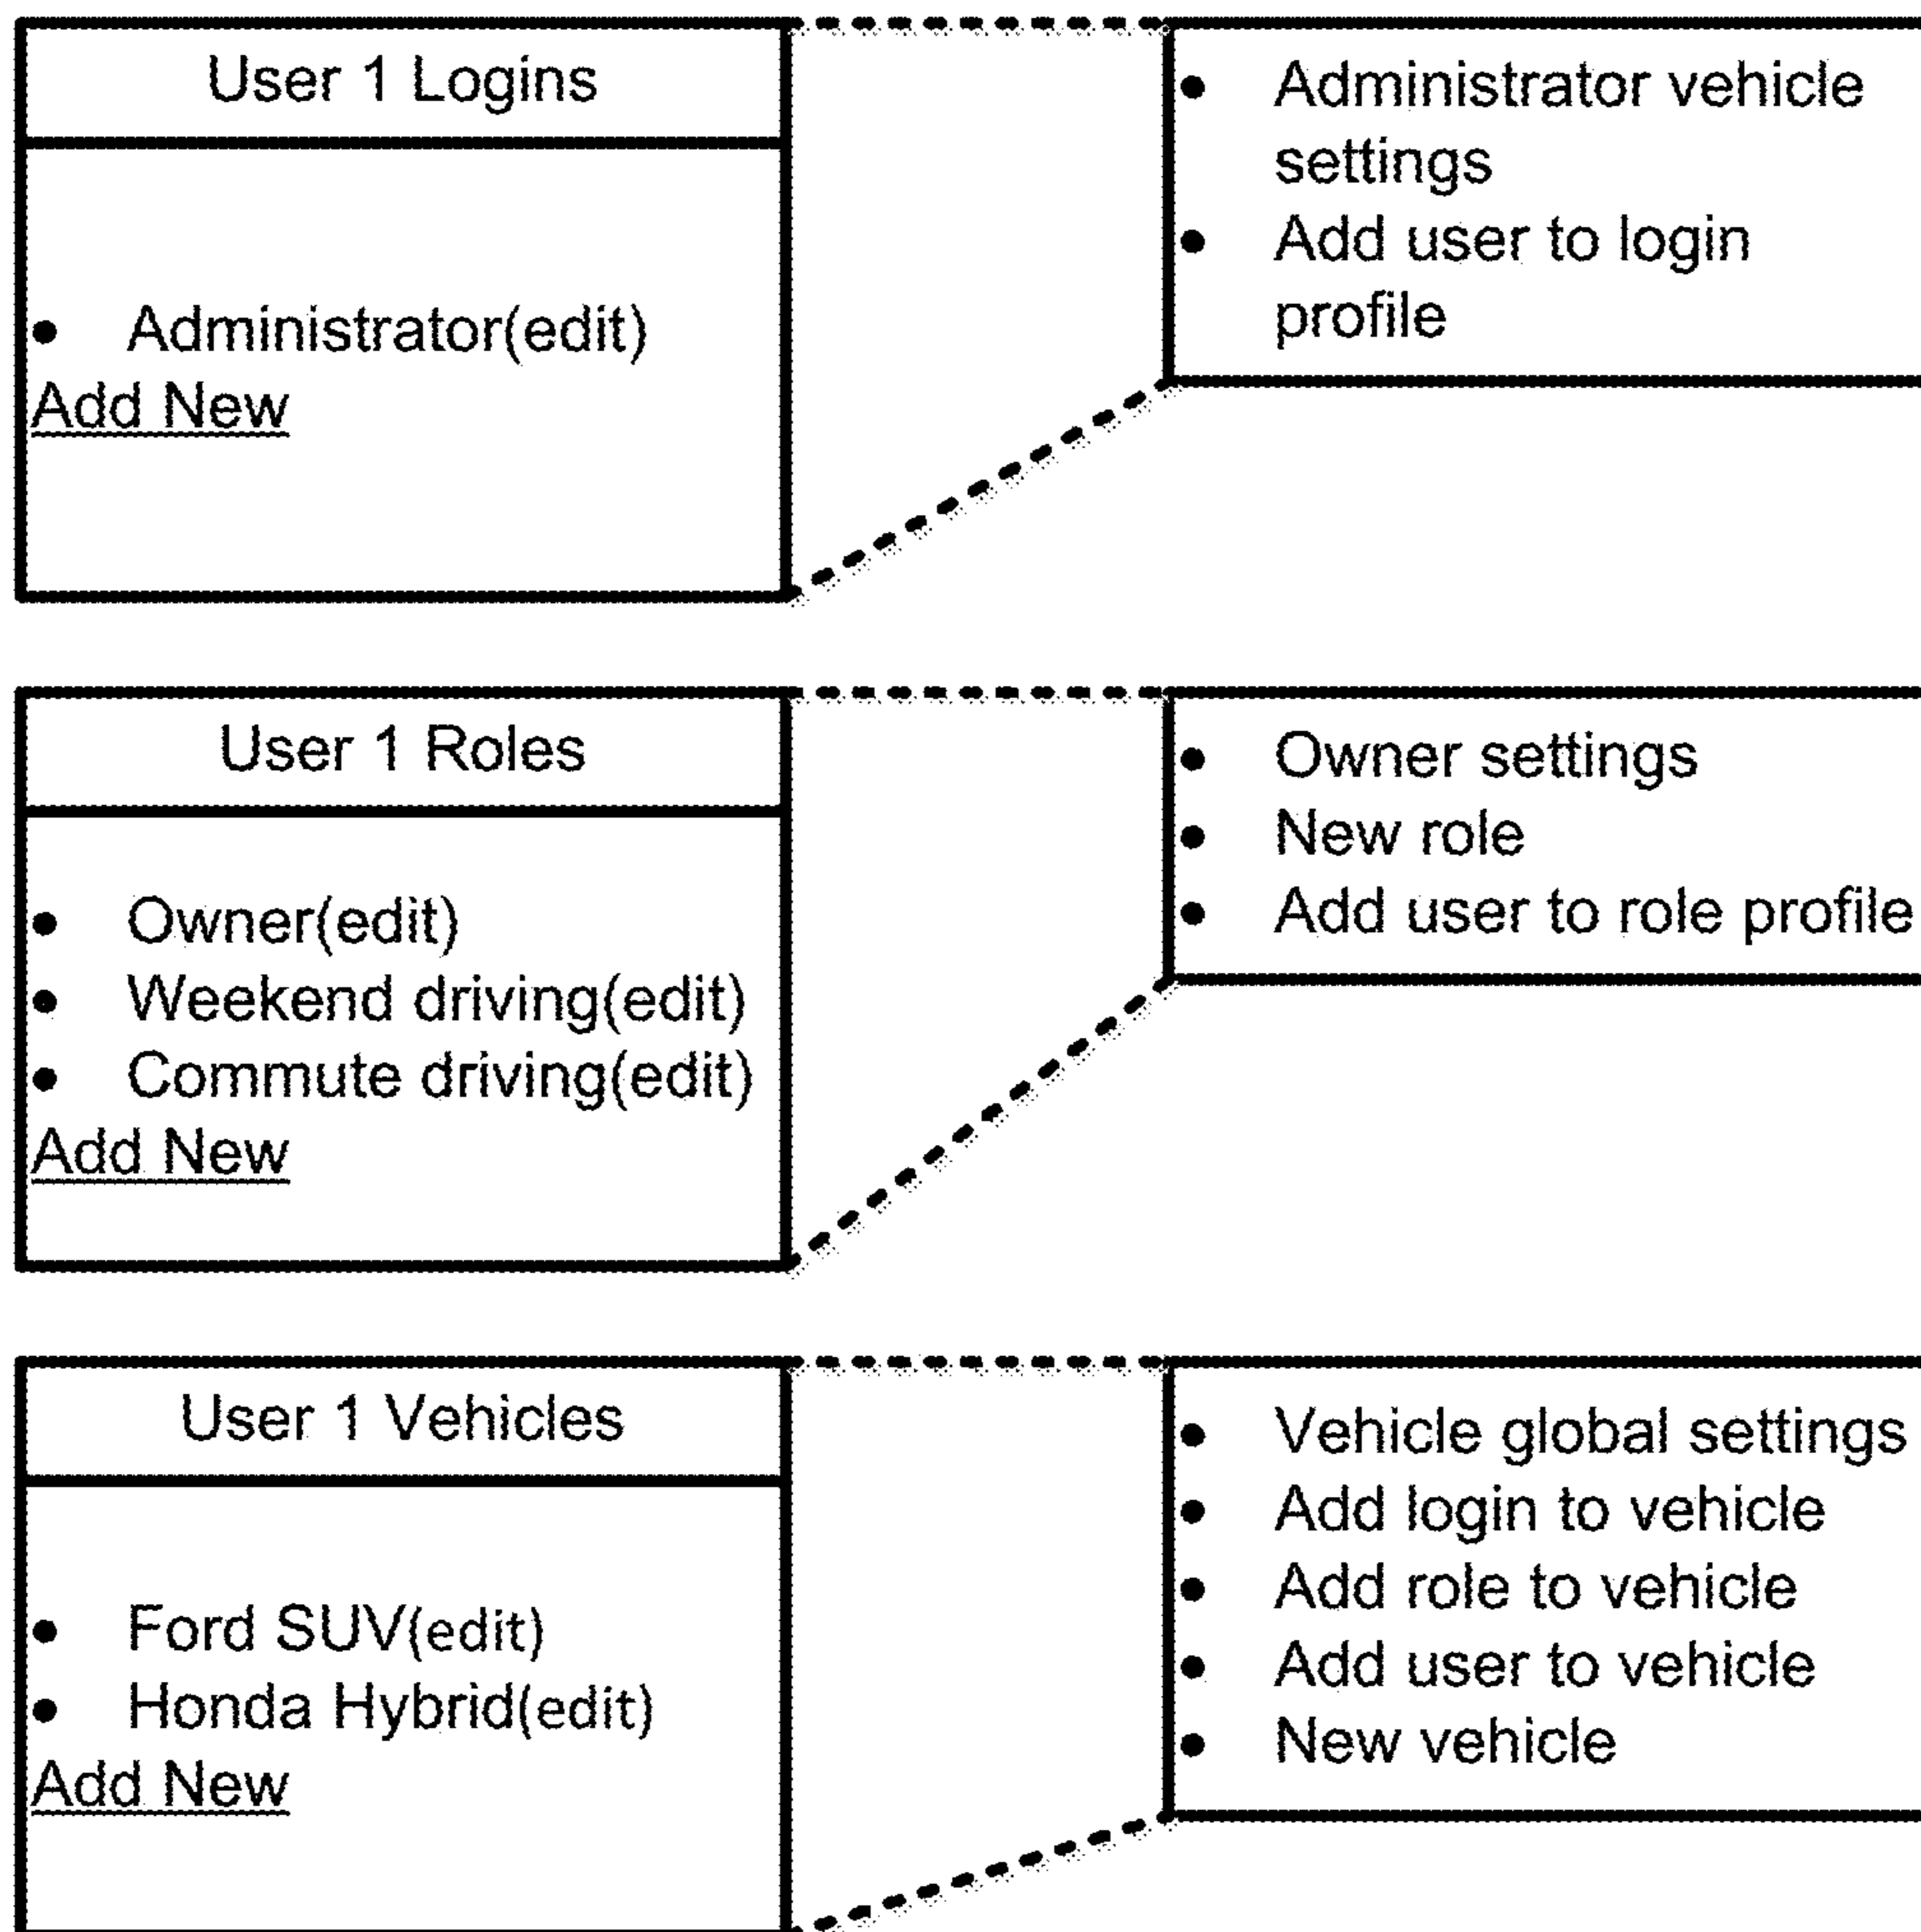 User 1 Logins
• Administrator(edit)
Add New
• Administrator vehicle
settings
• Add user to login
profile
User 1 Roles
• Owner(edit)
• Weekend driving(edit)
• Commute driving(edit)
Add New
• Owner settings
• New role
• Add user to role profile
User 1 Vehicles
• Ford SUV(edit)
• Honda Hybrid(edit)
Add New
• Vehicle global settings
• Add login to vehicle
• Add role to vehicle
• Add user to vehicle
• New vehicle